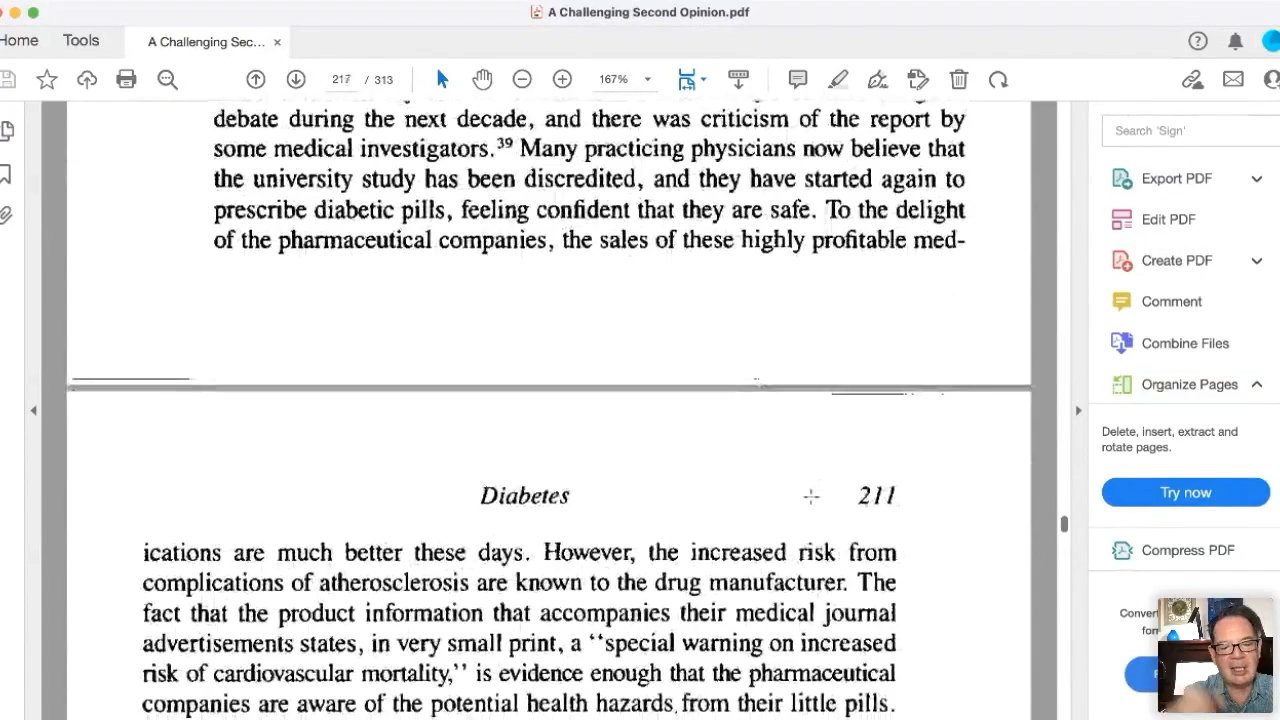 A Challenging Second Opinion.pdf
Home Tools A Challenging Sec... ×
217 / 313 167%
debate during the next decade, and there was criticism of the report by
some medical investigators.³⁹ Many practicing physicians now believe that
the university study has been discredited, and they have started again to
prescribe diabetic pills, feeling confident that they are safe. To the delight
of the pharmaceutical companies, the sales of these highly profitable med-
Diabetes 211
ications are much better these days. However, the increased risk from
complications of atherosclerosis are known to the drug manufacturer. The
fact that the product information that accompanies their medical journal
advertisements states, in very small print, a ‘‘special warning on increased
risk of cardiovascular mortality,’’ is evidence enough that the pharmaceutical
companies are aware of the potential health hazards from their little pills.
Search 'Sign'
Export PDF
Edit PDF
Create PDF
Comment
Combine Files
Organize Pages
Delete, insert, extract and
rotate pages.
Try now
Compress PDF